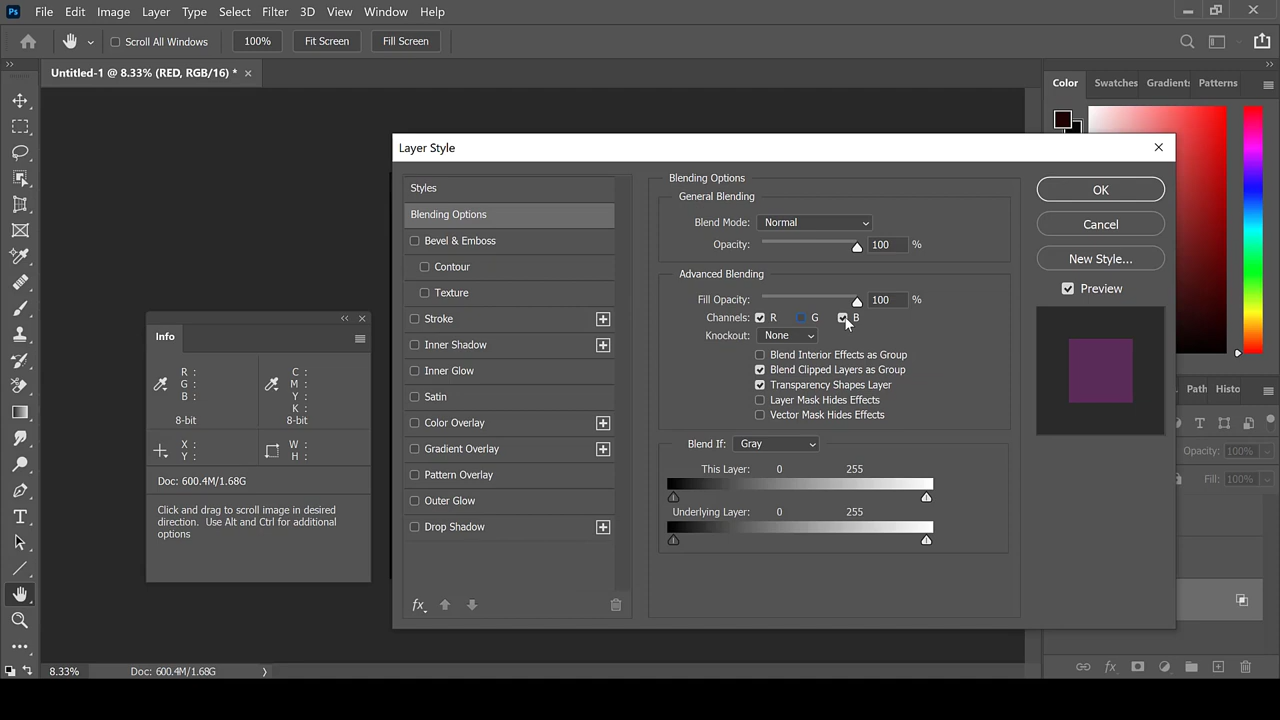 Ps File Edit Image Layer Type Select Filter 3D View Window Help
Scroll All Windows 100% Fit Screen Fill Screen
Untitled-1 @ 8.33% (RED, RGB/16) * ×
Color Swatches Gradients Patterns
Layer Style
Styles
Blending Options
Bevel & Emboss
Contour
Texture
Stroke
Inner Shadow
Inner Glow
Satin
Color Overlay
Gradient Overlay
Pattern Overlay
Outer Glow
Drop Shadow
fx
Blending Options
General Blending
Blend Mode: Normal
Opacity: 100 %
Advanced Blending
Fill Opacity: 100 %
Channels: R G B
Knockout: None
Blend Interior Effects as Group
Blend Clipped Layers as Group
Transparency Shapes Layer
Layer Mask Hides Effects
Vector Mask Hides Effects
Blend If: Gray
This Layer: 0 255
Underlying Layer: 0 255
OK
Cancel
New Style...
Preview
Info
R : C :
G : M :
B : Y :
K :
8-bit 8-bit
X : W :
Y : H :
Doc: 600.4M/1.68G
Click and drag to scroll image in desired
direction. Use Alt and Ctrl for additional
options
Path Histo
Opacity: 100%
Fill: 100%
8.33% Doc: 600.4M/1.68G
fx